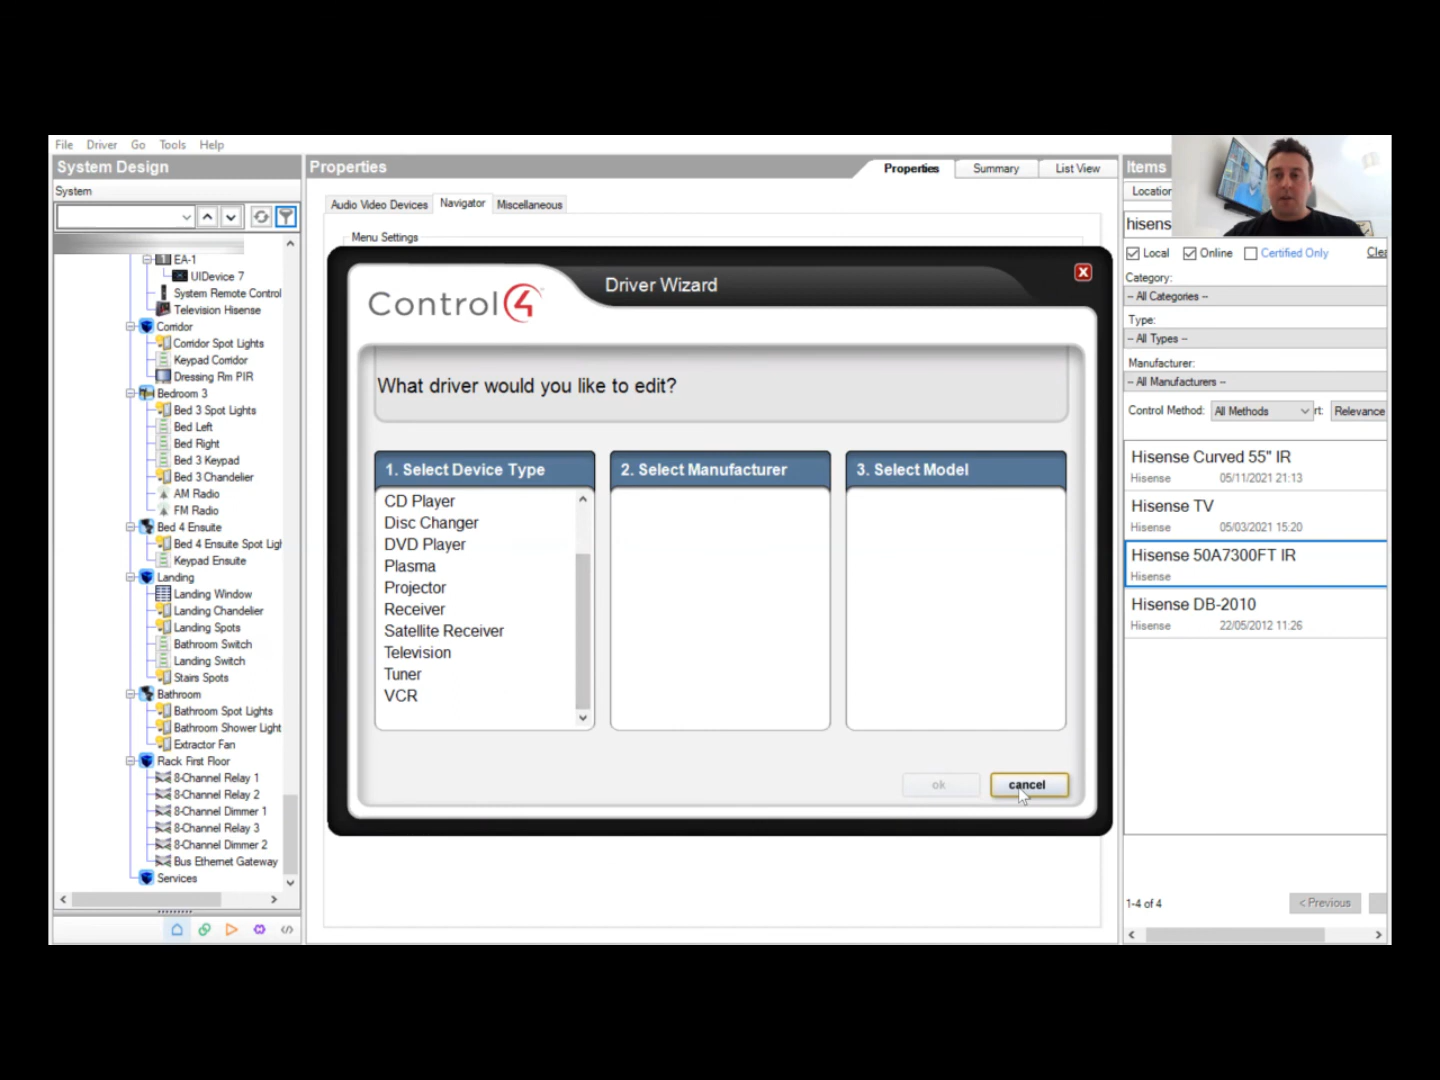 File Driver Go Tools Help
System Design
System
EA-1
UIDevice 7
System Remote Control
Television Hisense
Corridor
Corridor Spot Lights
Keypad Corridor
Dressing Rm PIR
Bedroom 3
Bed 3 Spot Lights
Bed Left
Bed Right
Bed 3 Keypad
Bed 3 Chandelier
AM Radio
FM Radio
Bed 4 Ensuite
Bed 4 Ensuite Spot Ligh
Keypad Ensuite
Landing
Landing Window
Landing Chandelier
Landing Spots
Bathroom Switch
Landing Switch
Stairs Spots
Bathroom
Bathroom Spot Lights
Bathroom Shower Light
Extractor Fan
Rack First Floor
8-Channel Relay 1
8-Channel Relay 2
8-Channel Dimmer 1
8-Channel Relay 3
8-Channel Dimmer 2
Bus Ethernet Gateway
Services
Properties
Properties Summary List View
Audio Video Devices Navigator Miscellaneous
Menu Settings
Control4
Driver Wizard
What driver would you like to edit?
1. Select Device Type
CD Player
Disc Changer
DVD Player
Plasma
Projector
Receiver
Satellite Receiver
Television
Tuner
VCR
2. Select Manufacturer
3. Select Model
ok cancel
Items
Location
hisens
Local Online Certified Only Clea
Category:
-- All Categories --
Type:
-- All Types --
Manufacturer:
-- All Manufacturers --
Control Method: All Methods rt: Relevance
Hisense Curved 55" IR
Hisense 05/11/2021 21:13
Hisense TV
Hisense 05/03/2021 15:20
Hisense 50A7300FT IR
Hisense
Hisense DB-2010
Hisense 22/05/2012 11:26
1-4 of 4 < Previous